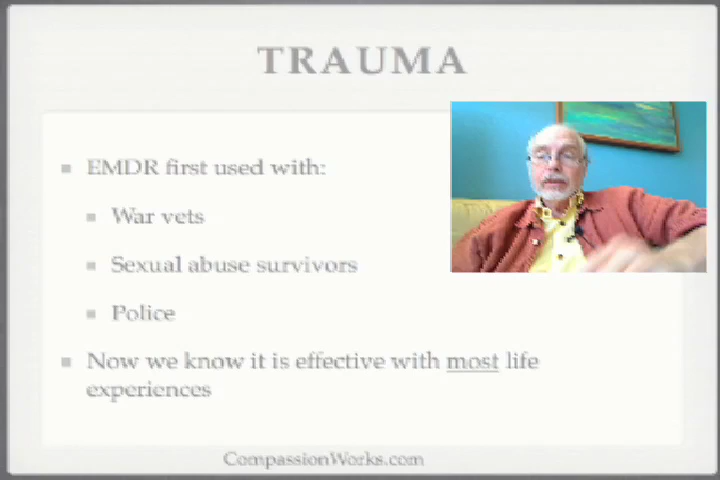 TRAUMA
EMDR first used with:
War vets
Sexual abuse survivors
Police
Now we know it is effective with most life
experiences
CompassionWorks.com